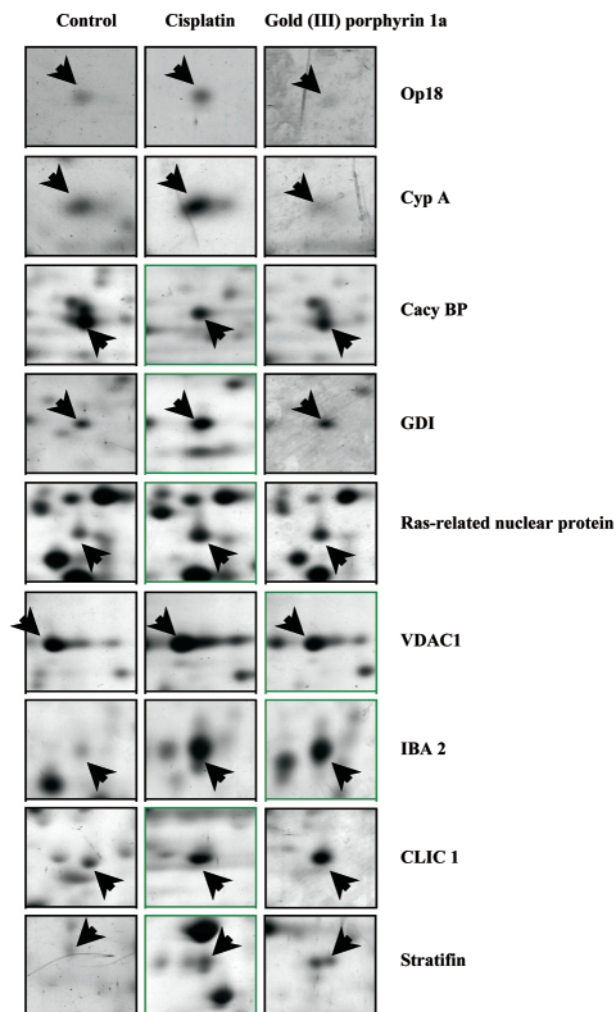 Control Cisplatin Gold (III) porphyrin 1a
Op18
Cyp A
Cacy BP
GDI
Ras-related nuclear protein
VDAC1
IBA 2
CLIC 1
Stratifin